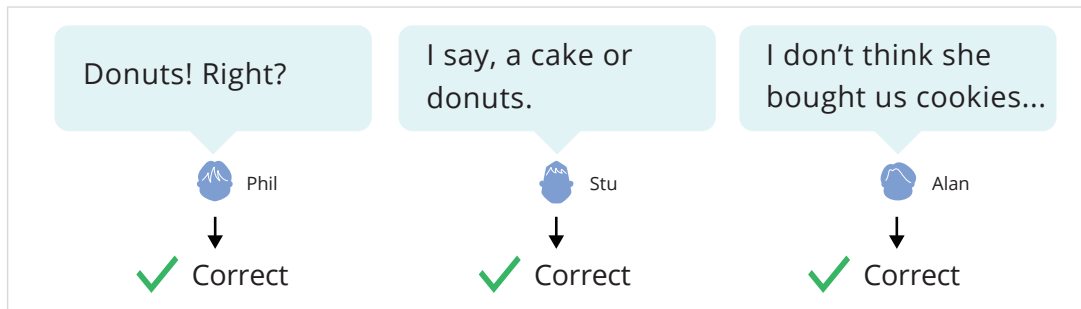 Donuts! Right?
I say, a cake or
donuts.
I don’t think she
bought us cookies...
Phil
Stu
Alan
Correct
Correct
Correct